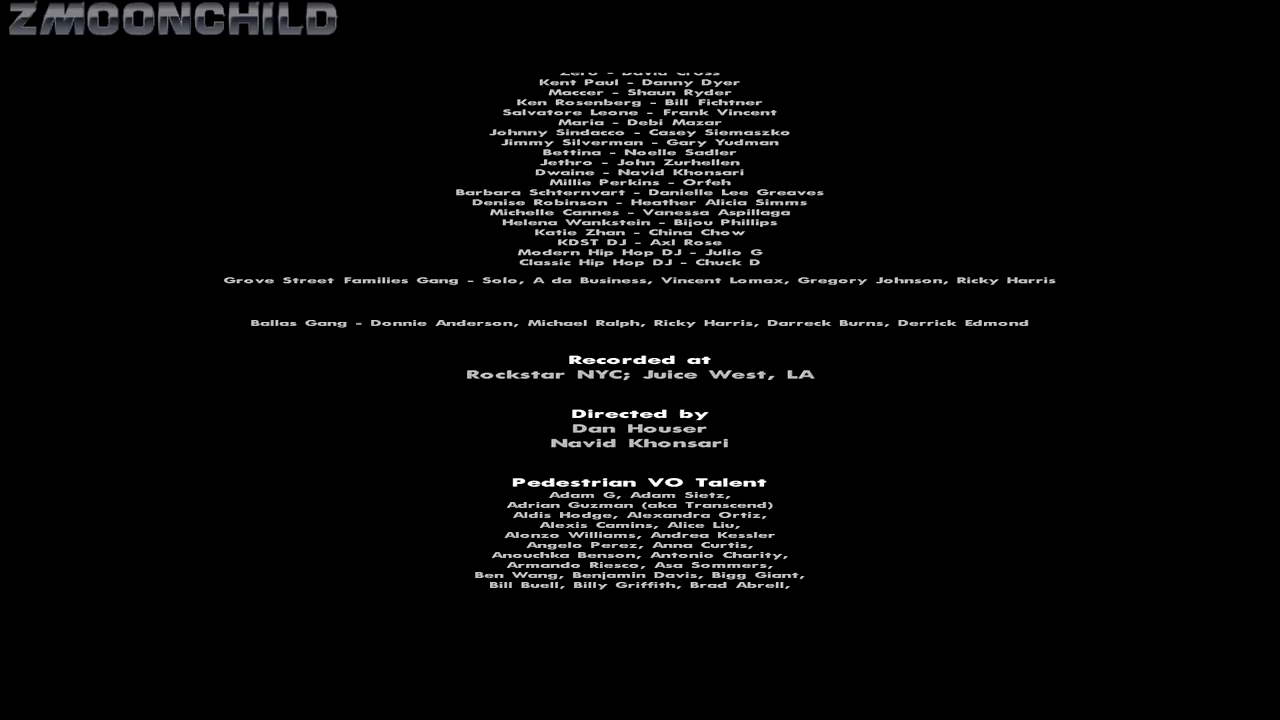 ZMOONCHILD
Zero - David Cross
Kent Paul - Danny Dyer
Maccer - Shaun Ryder
Ken Rosenberg - Bill Fichtner
Salvatore Leone - Frank Vincent
Maria - Debi Mazar
Johnny Sindacco - Casey Siemaszko
Jimmy Silverman - Gary Yudman
Bettina - Noelle Sadler
Jethro - John Zurhellen
Dwaine - Navid Khonsari
Millie Perkins - Orfeh
Barbara Schternvart - Danielle Lee Greaves
Denise Robinson - Heather Alicia Simms
Michelle Cannes - Vanessa Aspillaga
Helena Wankstein - Bijou Phillips
Katie Zhan - China Chow
KDST DJ - Axl Rose
Modern Hip Hop DJ - Julio G
Classic Hip Hop DJ - Chuck D
Grove Street Families Gang - Solo, A da Business, Vincent Lomax, Gregory Johnson, Ricky Harris
Ballas Gang - Donnie Anderson, Michael Ralph, Ricky Harris, Darreck Burns, Derrick Edmond
Recorded at
Rockstar NYC; Juice West, LA
Directed by
Dan Houser
Navid Khonsari
Pedestrian VO Talent
Adam G, Adam Sietz,
Adrian Guzman (aka Transcend)
Aldis Hodge, Alexandra Ortiz,
Alexis Camins, Alice Liu,
Alonzo Williams, Andrea Kessler
Angelo Perez, Anna Curtis,
Anouchka Benson, Antonio Charity,
Armando Riesco, Asa Sommers,
Ben Wang, Benjamin Davis, Bigg Giant,
Bill Buell, Billy Griffith, Brad Abrell,